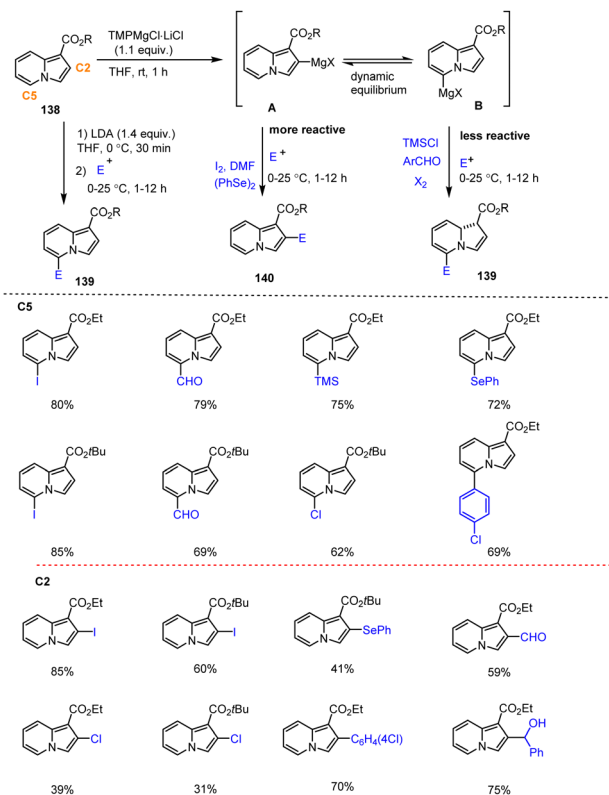 CO2R
N
C2
C5
138
TMPMgCl·LiCl
(1.1 equiv.)
THF, rt, 1 h
CO2R
N
MgX
A
dynamic
equilibrium
CO2R
N
MgX
B
1) LDA (1.4 equiv.)
THF, 0 °C, 30 min
2) E+
0-25 °C, 1-12 h
more reactive
I2, DMF
(PhSe)2
E+
0-25 °C, 1-12 h
less reactive
TMSCl
ArCHO
X2
E+
0-25 °C, 1-12 h
CO2R
N
E
139
CO2R
N
E
140
CO2R
N
E
139
C5
CO2Et
N
I
80%
CO2Et
N
CHO
79%
CO2Et
N
TMS
75%
CO2Et
N
SePh
72%
CO2tBu
N
I
85%
CO2tBu
N
CHO
69%
CO2tBu
N
Cl
62%
CO2Et
N
Cl
69%
C2
CO2Et
N
I
85%
CO2tBu
N
I
60%
CO2tBu
N
SePh
41%
CO2Et
N
CHO
59%
CO2Et
N
Cl
39%
CO2tBu
N
Cl
31%
CO2Et
N
C6H4(4Cl)
70%
CO2Et
N
OH
Ph
75%